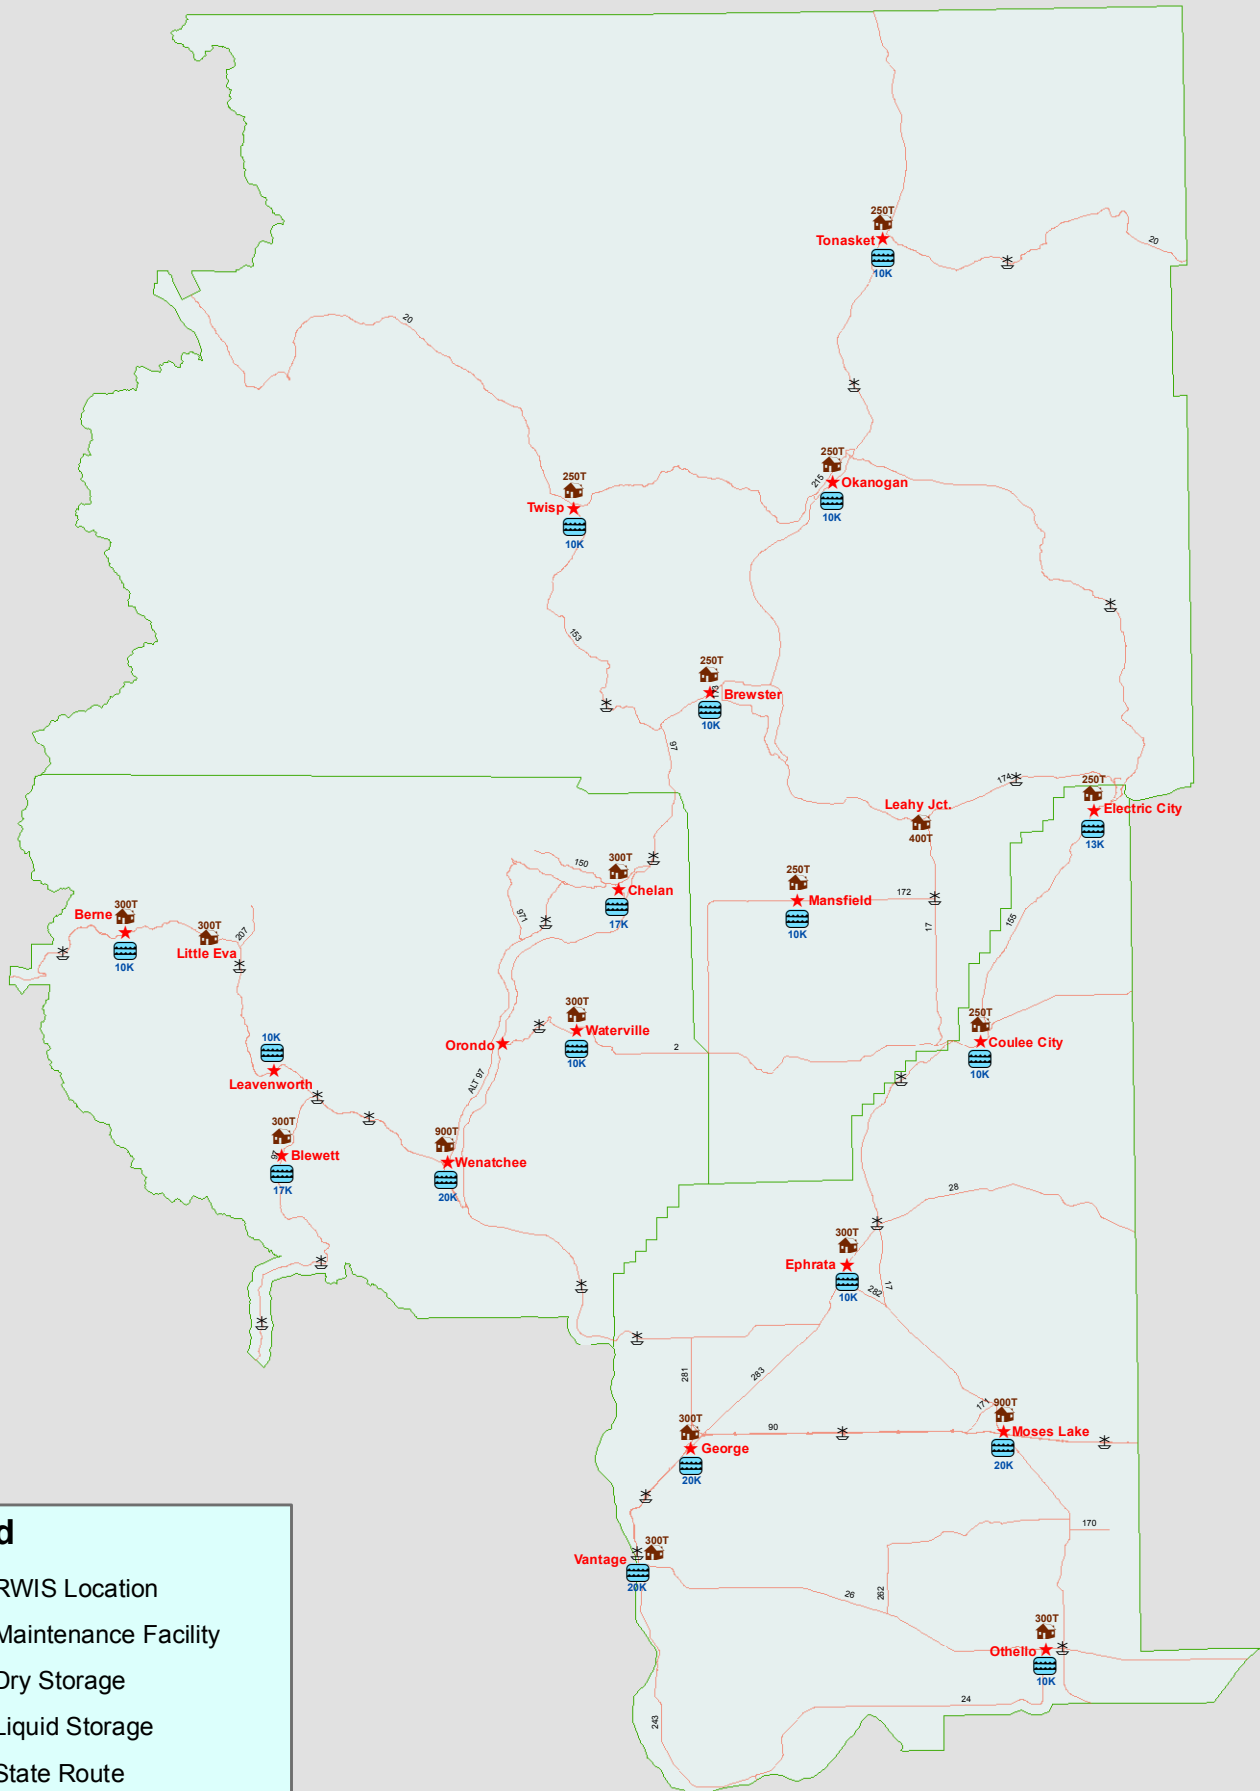 250T
Tonasket
10K
20
20
250T
Okanogan
215
10K
250T
Twisp
10K
153
250T
173
Brewster
10K
97
174
250T
Electric City
13K
Leahy Jct.
400T
300T
150
Chelan
17K
971
250T
Mansfield
10K
172
17
155
300T
Berne
10K
300T
Little Eva
207
300T
Waterville
10K
Orondo
2
250T
Coulee City
10K
10K
Leavenworth
ALT 97
300T
97
Blewett
17K
900T
Wenatchee
20K
28
300T
Ephrata
10K
17
282
281
283
300T
George
20K
90
171
900T
Moses Lake
20K
300T
Vantage
20K
170
26
262
300T
Othello
10K
24
243
d
RWIS Location
Maintenance Facility
Dry Storage
Liquid Storage
State Route